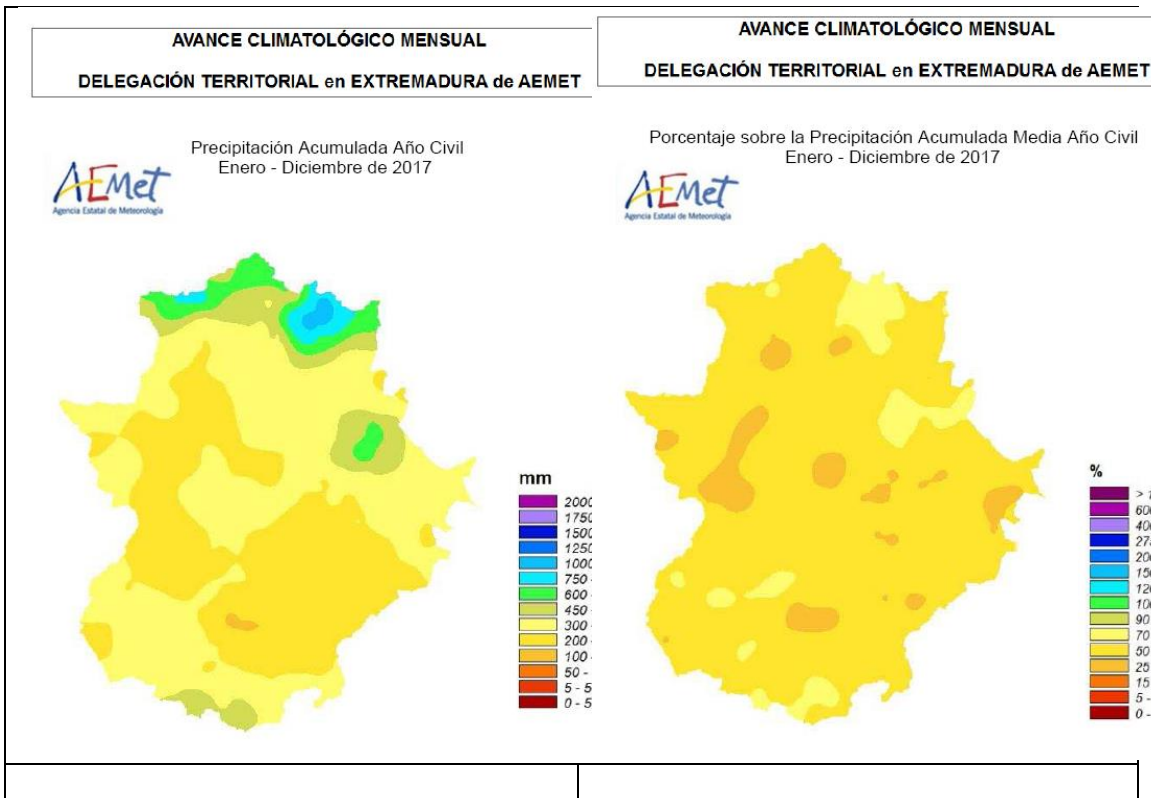 AVANCE CLIMATOLÓGICO MENSUAL
DELEGACIÓN TERRITORIAL en EXTREMADURA de AEMET
Precipitación Acumulada Año Civil
Enero - Diciembre de 2017
AEMet
Agencia Estatal de Meteorología
mm
2000
1750
1500
1250
1000
750 -
600 -
450 -
300 -
200 -
100 -
50 -
5 - 5
0 - 5
AVANCE CLIMATOLÓGICO MENSUAL
DELEGACIÓN TERRITORIAL en EXTREMADURA de AEMET
Porcentaje sobre la Precipitación Acumulada Media Año Civil
Enero - Diciembre de 2017
AEMet
Agencia Estatal de Meteorología
%
> 
600
400
27
200
150
120
100
90
70
50
25
15
5 -
0 -